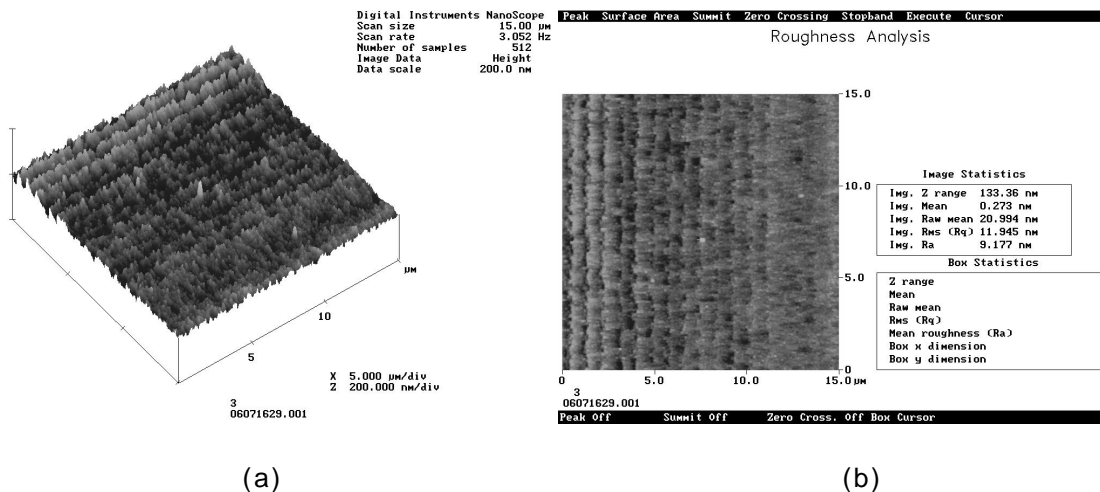 Digital Instruments NanoScope
Scan size 15.00 µm
Scan rate 3.052 Hz
Number of samples 512
Image Data Height
Data scale 200.0 nm
µm
10
5
X 5.000 µm/div
Z 200.000 nm/div
3
06071629.001
(a)
Peak Surface Area Summit Zero Crossing Stopband Execute Cursor
Roughness Analysis
15.0
10.0
5.0
0
0 5.0 10.0 15.0 µm
Image Statistics
Img. Z range 133.36 nm
Img. Mean 0.273 nm
Img. Raw mean 20.994 nm
Img. Rms (Rq) 11.945 nm
Img. Ra 9.177 nm
Box Statistics
Z range
Mean
Raw mean
Rms (Rq)
Mean roughness (Ra)
Box x dimension
Box y dimension
3
06071629.001
Peak Off Summit Off Zero Cross. Off Box Cursor
(b)